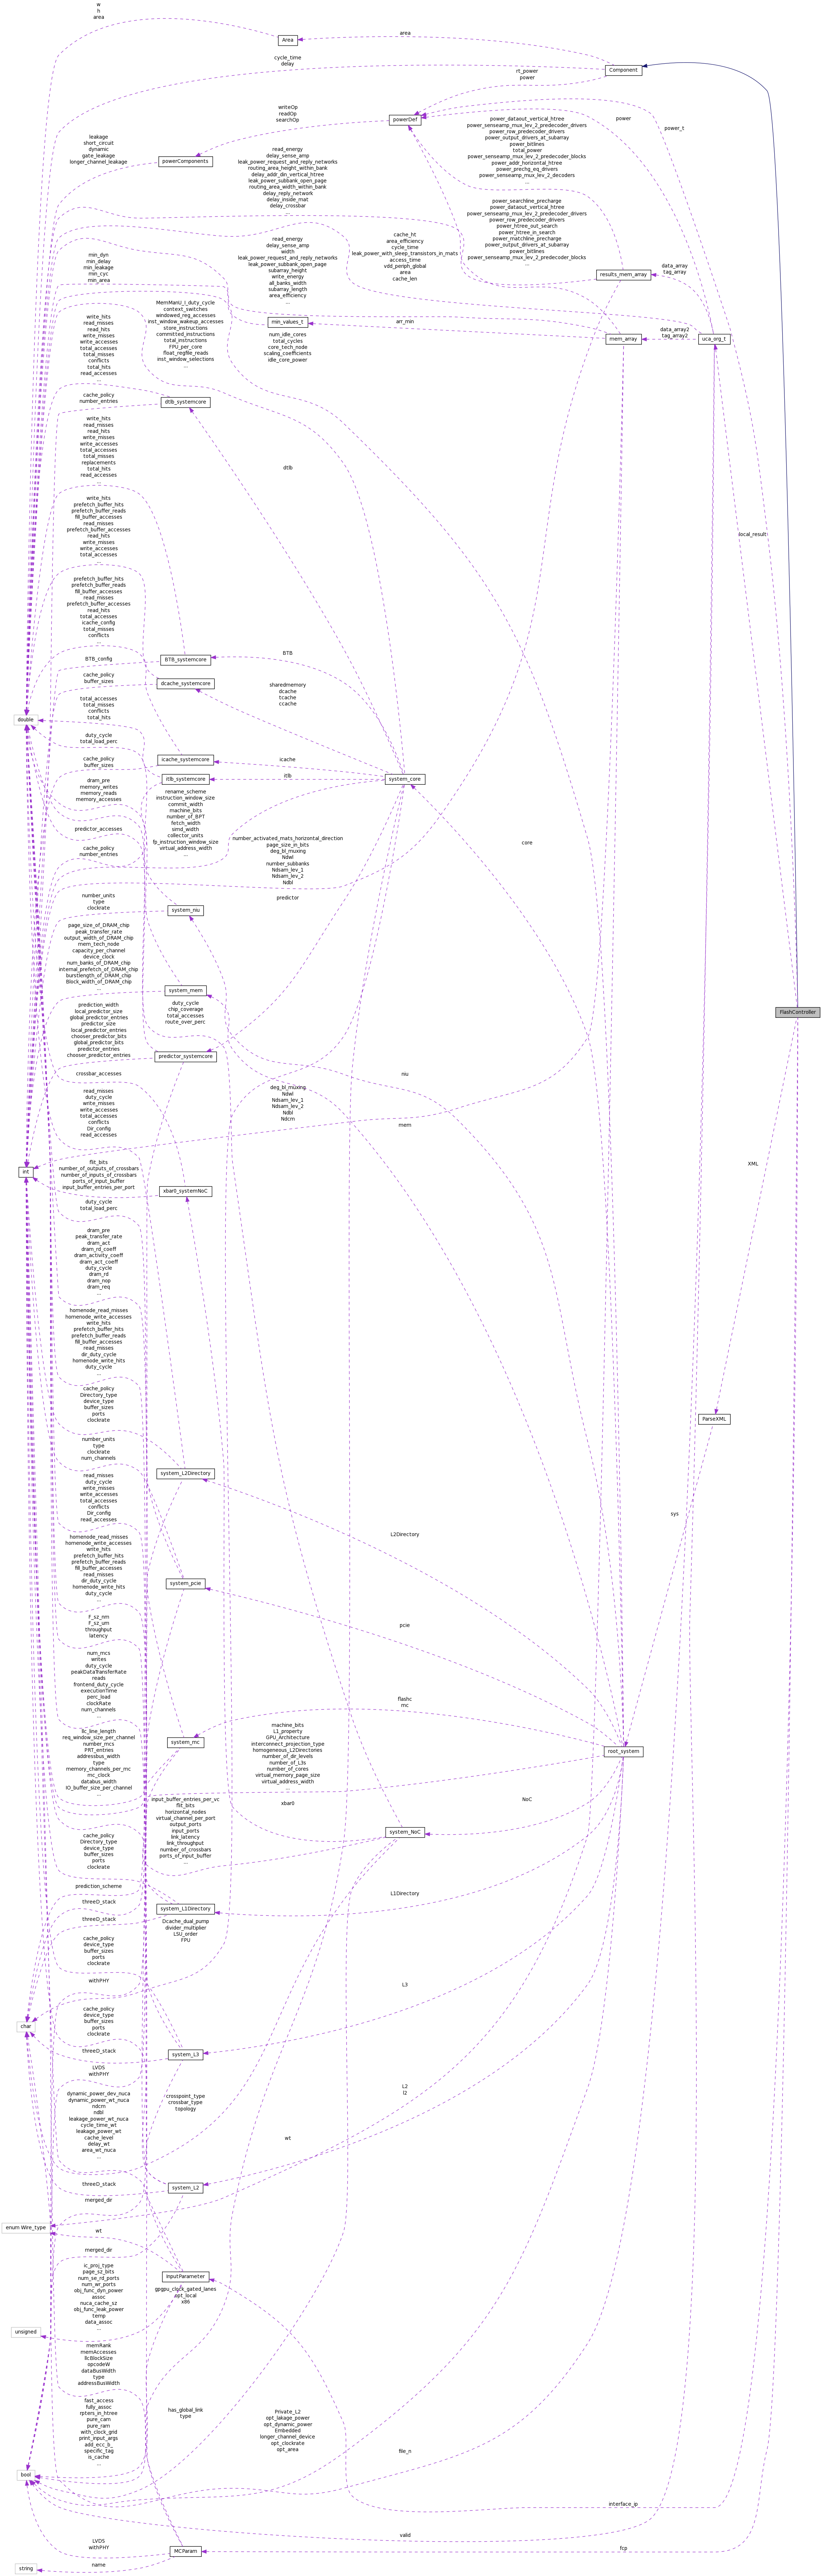 w
h
area
Area
area
Component
cycle_time
delay
rt_power
power
writeOp
readOp
searchOp
powerDef
power_dataout_vertical_htree
power_senseamp_mux_lev_2_predecoder_drivers
power_row_predecoder_drivers
power_output_drivers_at_subarray
power_bitlines
total_power
power_senseamp_mux_lev_2_predecoder_blocks
power_addr_horizontal_htree
power_prechg_eq_drivers
power_senseamp_mux_lev_2_decoders
...
power
power_t
leakage
short_circuit
dynamic
gate_leakage
longer_channel_leakage
powerComponents
read_energy
delay_sense_amp
leak_power_request_and_reply_networks
routing_area_height_within_bank
delay_addr_din_vertical_htree
leak_power_subbank_open_page
routing_area_width_within_bank
delay_reply_network
delay_inside_mat
delay_crossbar
...
power_searchline_precharge
power_dataout_vertical_htree
power_senseamp_mux_lev_2_predecoder_drivers
power_row_predecoder_drivers
power_htree_out_search
power_htree_in_search
power_matchline_precharge
power_output_drivers_at_subarray
power_bitlines
power_senseamp_mux_lev_2_predecoder_blocks
...
cache_ht
area_efficiency
cycle_time
leak_power_with_sleep_transistors_in_mats
access_time
vdd_periph_global
area
cache_len
results_mem_array
data_array
tag_array
read_energy
delay_sense_amp
width
leak_power_request_and_reply_networks
leak_power_subbank_open_page
subarray_height
write_energy
all_banks_width
subarray_length
area_efficiency
...
min_dyn
min_delay
min_leakage
min_cyc
min_area
min_values_t
arr_min
mem_array
data_array2
tag_array2
uca_org_t
MemManU_I_duty_cycle
context_switches
windowed_reg_accesses
inst_window_wakeup_accesses
store_instructions
committed_instructions
total_instructions
FPU_per_core
float_regfile_reads
inst_window_selections
...
num_idle_cores
total_cycles
core_tech_node
scaling_coefficients
idle_core_power
write_hits
read_misses
read_hits
write_misses
write_accesses
total_accesses
total_misses
conflicts
total_hits
read_accesses
...
cache_policy
number_entries
dtlb_systemcore
dtlb
write_hits
read_misses
read_hits
write_misses
write_accesses
total_accesses
total_misses
replacements
total_hits
read_accesses
...
local_result
write_hits
prefetch_buffer_hits
prefetch_buffer_reads
fill_buffer_accesses
read_misses
prefetch_buffer_accesses
read_hits
write_misses
write_accesses
total_accesses
...
prefetch_buffer_hits
prefetch_buffer_reads
fill_buffer_accesses
read_misses
prefetch_buffer_accesses
read_hits
total_accesses
icache_config
total_misses
conflicts
...
BTB_config
BTB_systemcore
BTB
cache_policy
buffer_sizes
dcache_systemcore
sharedmemory
dcache
tcache
ccache
total_accesses
total_misses
conflicts
total_hits
double
duty_cycle
total_load_perc
icache_systemcore
icache
cache_policy
buffer_sizes
itlb_systemcore
itlb
system_core
dram_pre
memory_writes
memory_reads
memory_accesses
rename_scheme
instruction_window_size
commit_width
machine_bits
number_of_BPT
fetch_width
simd_width
collector_units
fp_instruction_window_size
virtual_address_width
...
predictor_accesses
cache_policy
number_entries
number_activated_mats_horizontal_direction
page_size_in_bits
deg_bl_muxing
Ndwl
number_subbanks
Ndsam_lev_1
Ndsam_lev_2
Ndbl
core
predictor
number_units
type
clockrate
system_niu
page_size_of_DRAM_chip
peak_transfer_rate
output_width_of_DRAM_chip
mem_tech_node
capacity_per_channel
device_clock
num_banks_of_DRAM_chip
internal_prefetch_of_DRAM_chip
burstlength_of_DRAM_chip
Block_width_of_DRAM_chip
...
system_mem
duty_cycle
chip_coverage
total_accesses
route_over_perc
FlashController
prediction_width
local_predictor_size
global_predictor_entries
predictor_size
local_predictor_entries
chooser_predictor_bits
global_predictor_bits
predictor_entries
chooser_predictor_entries
predictor_systemcore
niu
crossbar_accesses
deg_bl_muxing
Ndwl
Ndsam_lev_1
Ndsam_lev_2
Ndbl
Ndcm
mem
read_misses
duty_cycle
write_misses
write_accesses
total_accesses
conflicts
Dir_config
read_accesses
int
XML
flit_bits
number_of_outputs_of_crossbars
number_of_inputs_of_crossbars
ports_of_input_buffer
input_buffer_entries_per_port
xbar0_systemNoC
duty_cycle
total_load_perc
dram_pre
peak_transfer_rate
dram_act
dram_rd_coeff
dram_activity_coeff
dram_act_coeff
duty_cycle
dram_rd
dram_nop
dram_req
...
homenode_read_misses
homenode_write_accesses
write_hits
prefetch_buffer_hits
prefetch_buffer_reads
fill_buffer_accesses
read_misses
dir_duty_cycle
homenode_write_hits
duty_cycle
...
cache_policy
Directory_type
device_type
buffer_sizes
ports
clockrate
ParseXML
number_units
type
clockrate
num_channels
system_L2Directory
L2Directory
read_misses
duty_cycle
write_misses
write_accesses
total_accesses
conflicts
Dir_config
read_accesses
sys
homenode_read_misses
homenode_write_accesses
write_hits
prefetch_buffer_hits
prefetch_buffer_reads
fill_buffer_accesses
read_misses
dir_duty_cycle
homenode_write_hits
duty_cycle
...
system_pcie
pcie
F_sz_nm
F_sz_um
throughput
latency
num_mcs
writes
duty_cycle
peakDataTransferRate
reads
frontend_duty_cycle
executionTime
perc_load
clockRate
num_channels
...
flashc
mc
system_mc
root_system
llc_line_length
req_window_size_per_channel
number_mcs
PRT_entries
addressbus_width
type
memory_channels_per_mc
mc_clock
databus_width
IO_buffer_size_per_channel
...
machine_bits
L1_property
GPU_Architecture
interconnect_projection_type
homogeneous_L2Directories
number_of_dir_levels
number_of_L3s
number_of_cores
virtual_memory_page_size
virtual_address_width
...
input_buffer_entries_per_vc
flit_bits
horizontal_nodes
virtual_channel_per_port
output_ports
input_ports
link_latency
link_throughput
number_of_crossbars
ports_of_input_buffer
...
xbar0
NoC
system_NoC
cache_policy
Directory_type
device_type
buffer_sizes
ports
clockrate
prediction_scheme
L1Directory
threeD_stack
system_L1Directory
threeD_stack
Dcache_dual_pump
divider_multiplier
LSU_order
FPU
cache_policy
device_type
buffer_sizes
ports
clockrate
withPHY
L3
cache_policy
device_type
buffer_sizes
ports
clockrate
char
threeD_stack
system_L3
LVDS
withPHY
L2
l2
dynamic_power_dev_nuca
dynamic_power_wt_nuca
ndcm
ndbl
leakage_power_wt_nuca
cycle_time_wt
leakage_power_wt
cache_level
delay_wt
area_wt_nuca
...
crosspoint_type
crossbar_type
topology
wt
threeD_stack
system_L2
merged_dir
enum Wire_type
wt
merged_dir
InputParameter
ic_proj_type
page_sz_bits
num_se_rd_ports
num_wr_ports
obj_func_dyn_power
assoc
nuca_cache_sz
obj_func_leak_power
temp
data_assoc
...
gpgpu_clock_gated_lanes
opt_local
x86
unsigned
memRank
memAccesses
llcBlockSize
opcodeW
dataBusWidth
type
addressBusWidth
fast_access
fully_assoc
rpters_in_htree
pure_cam
pure_ram
with_clock_grid
print_input_args
add_ecc_b_
specific_tag
is_cache
...
has_global_link
type
Private_L2
opt_lakage_power
opt_dynamic_power
Embedded
longer_channel_device
opt_clockrate
opt_area
file_n
bool
interface_ip
valid
LVDS
withPHY
MCParam
fcp
name
string